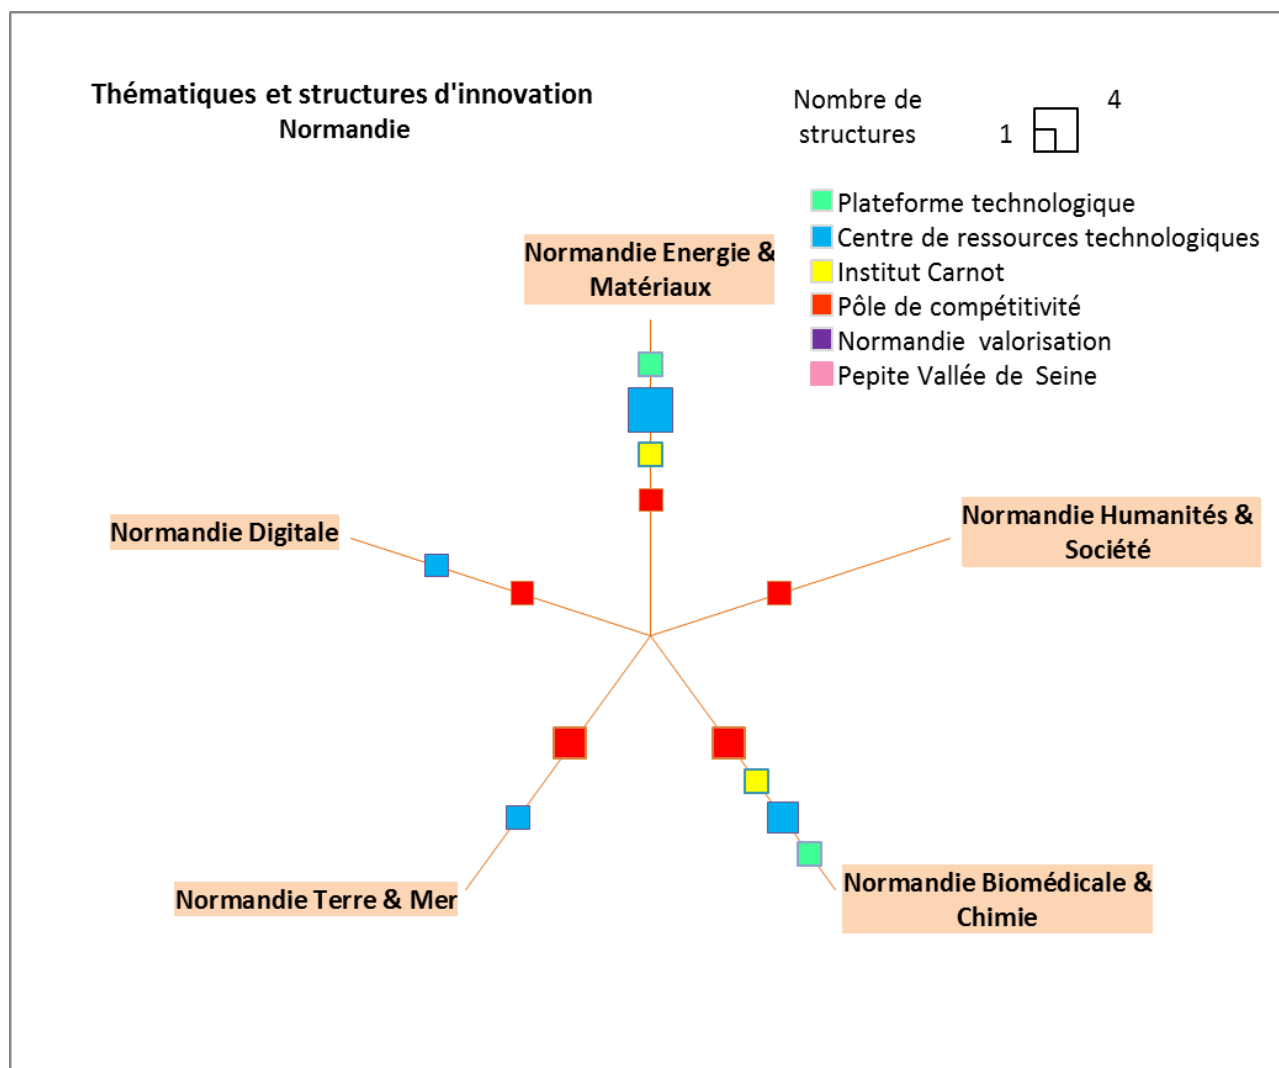 Thématiques et structures d'innovation
Normandie
Nombre de
structures
1
4
Plateforme technologique
Centre de ressources technologiques
Institut Carnot
Pôle de compétitivité
Normandie valorisation
Pepite Vallée de Seine
Normandie Energie &
Matériaux
Normandie Digitale
Normandie Humanités &
Société
Normandie Terre & Mer
Normandie Biomédicale &
Chimie